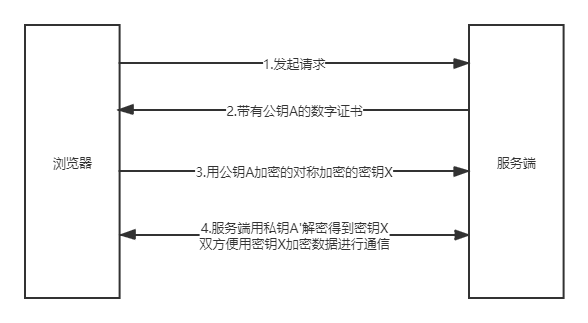 1.发起请求
2.带有公钥A的数字证书
浏览器
服务端
3.用公钥A加密的对称加密的密钥X
4.服务端用私钥A'解密得到密钥X
双方便用密钥X加密数据进行通信